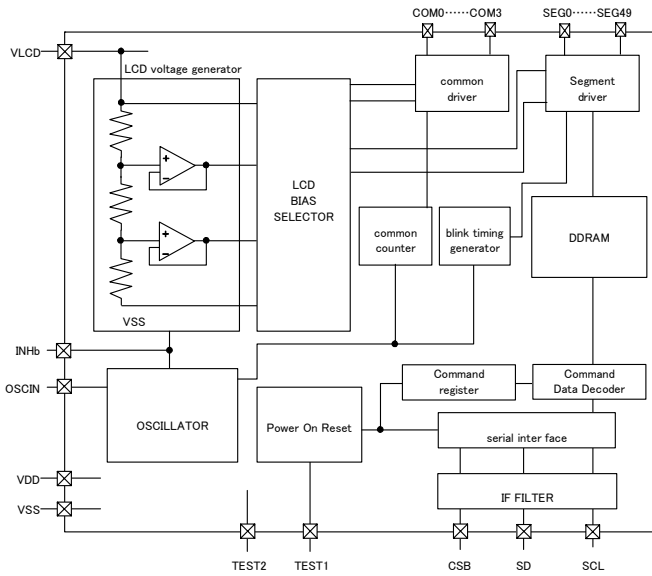 COM0……COM3
SEG0……SEG49
VLCD
LCD voltage generator
common
driver
Segment
driver
+
−
LCD
BIAS
SELECTOR
+
−
common
counter
blink timing
generator
DDRAM
VSS
INHb
OSCIN
OSCILLATOR
Command
register
Command
Data Decoder
Power On Reset
serial inter face
VDD
IF FILTER
VSS
TEST2
TEST1
CSB
SD
SCL